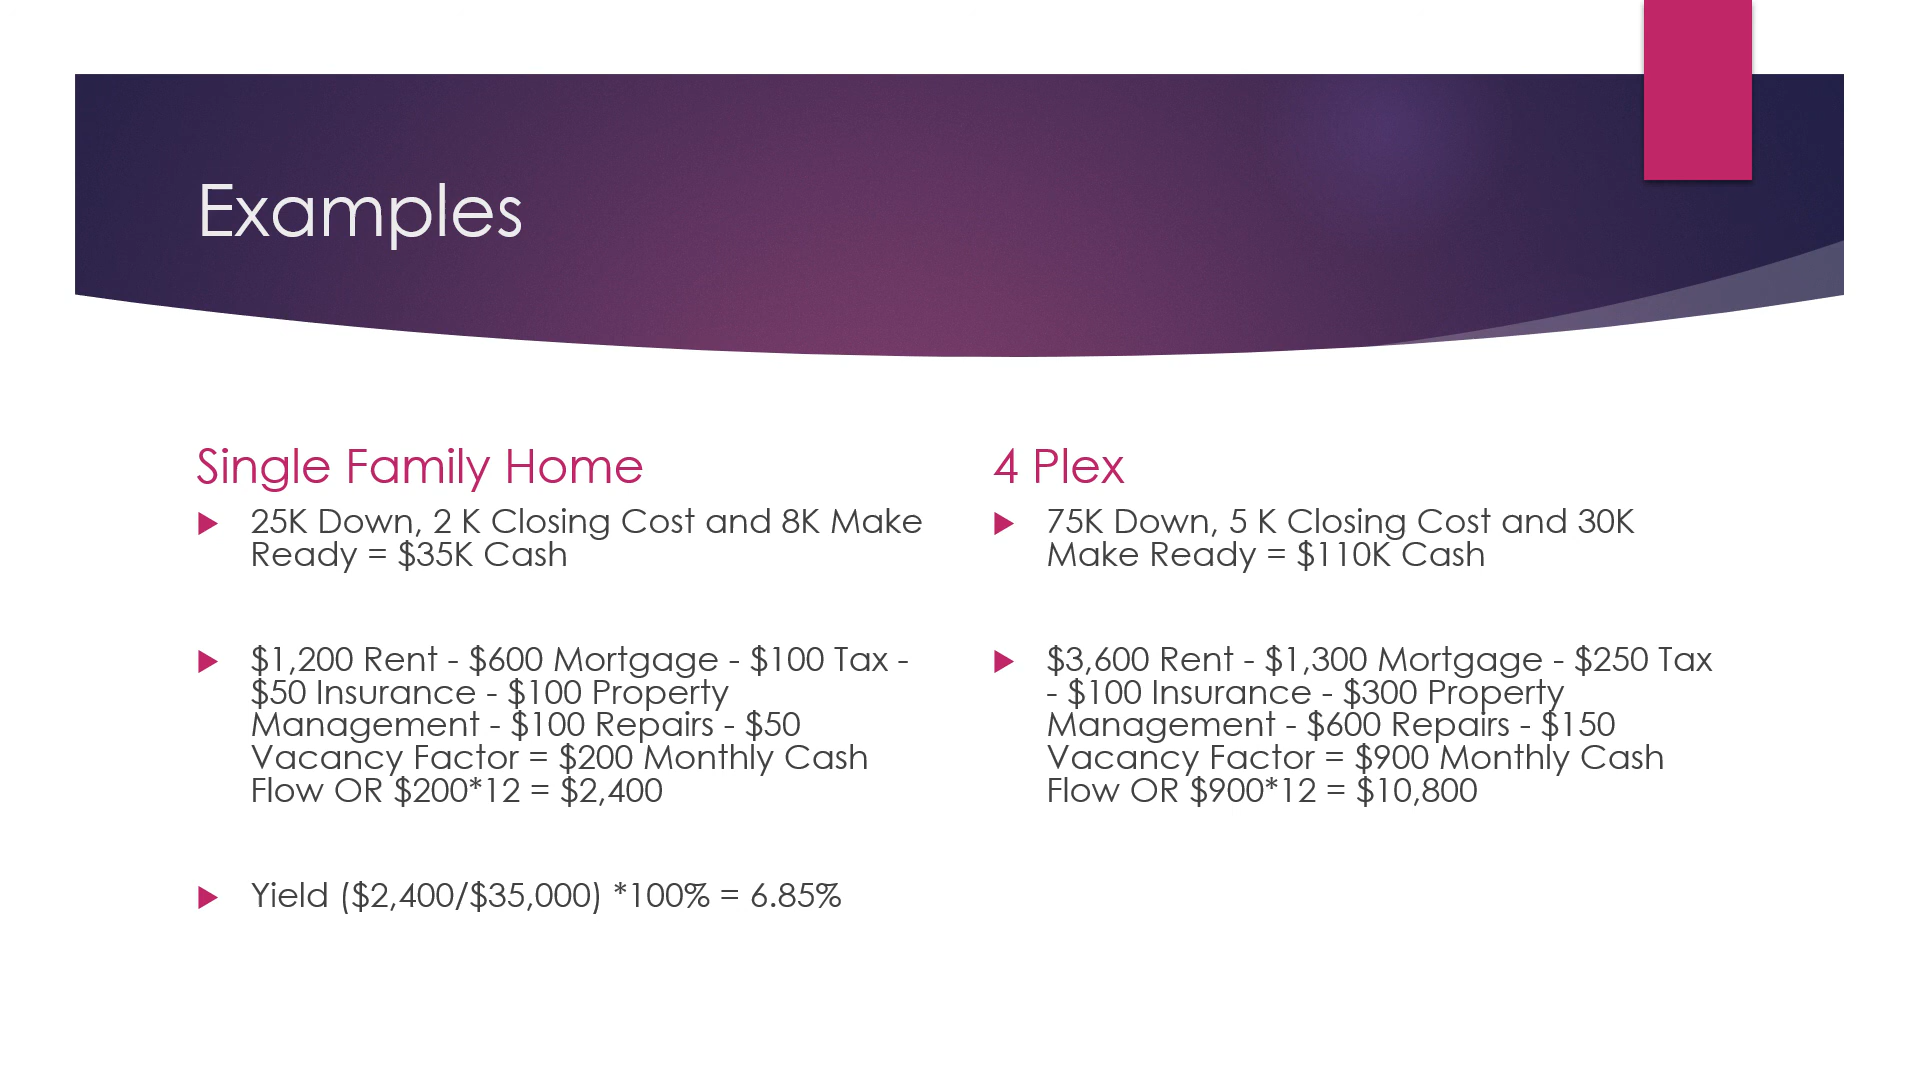 Examples
Single Family Home
25K Down, 2 K Closing Cost and 8K Make
Ready = $35K Cash
$1,200 Rent - $600 Mortgage - $100 Tax -
$50 Insurance - $100 Property
Management - $100 Repairs - $50
Vacancy Factor = $200 Monthly Cash
Flow OR $200*12 = $2,400
Yield ($2,400/$35,000) *100% = 6.85%
4 Plex
75K Down, 5 K Closing Cost and 30K
Make Ready = $110K Cash
$3,600 Rent - $1,300 Mortgage - $250 Tax
- $100 Insurance - $300 Property
Management - $600 Repairs - $150
Vacancy Factor = $900 Monthly Cash
Flow OR $900*12 = $10,800